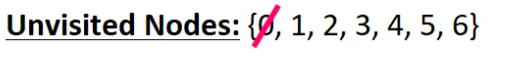 Unvisited Nodes: {0, 1, 2, 3, 4, 5, 6}